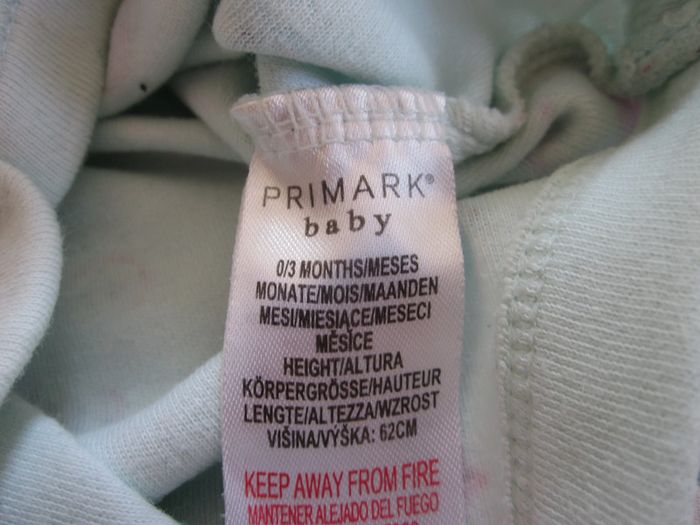 PRIMARK®
baby
0/3 MONTHS/MESES
MONATE/MOIS/MAANDEN
MESI/MIESIĄCE/MESECI
MĚSÍCE
HEIGHT/ALTURA
KÖRPERGRÖSSE/HAUTEUR
LENGTE/ALTEZZA/WZROST
VIŠINA/VÝŠKA: 62CM
KEEP AWAY FROM FIRE
MANTENER ALEJADO DEL FUEGO